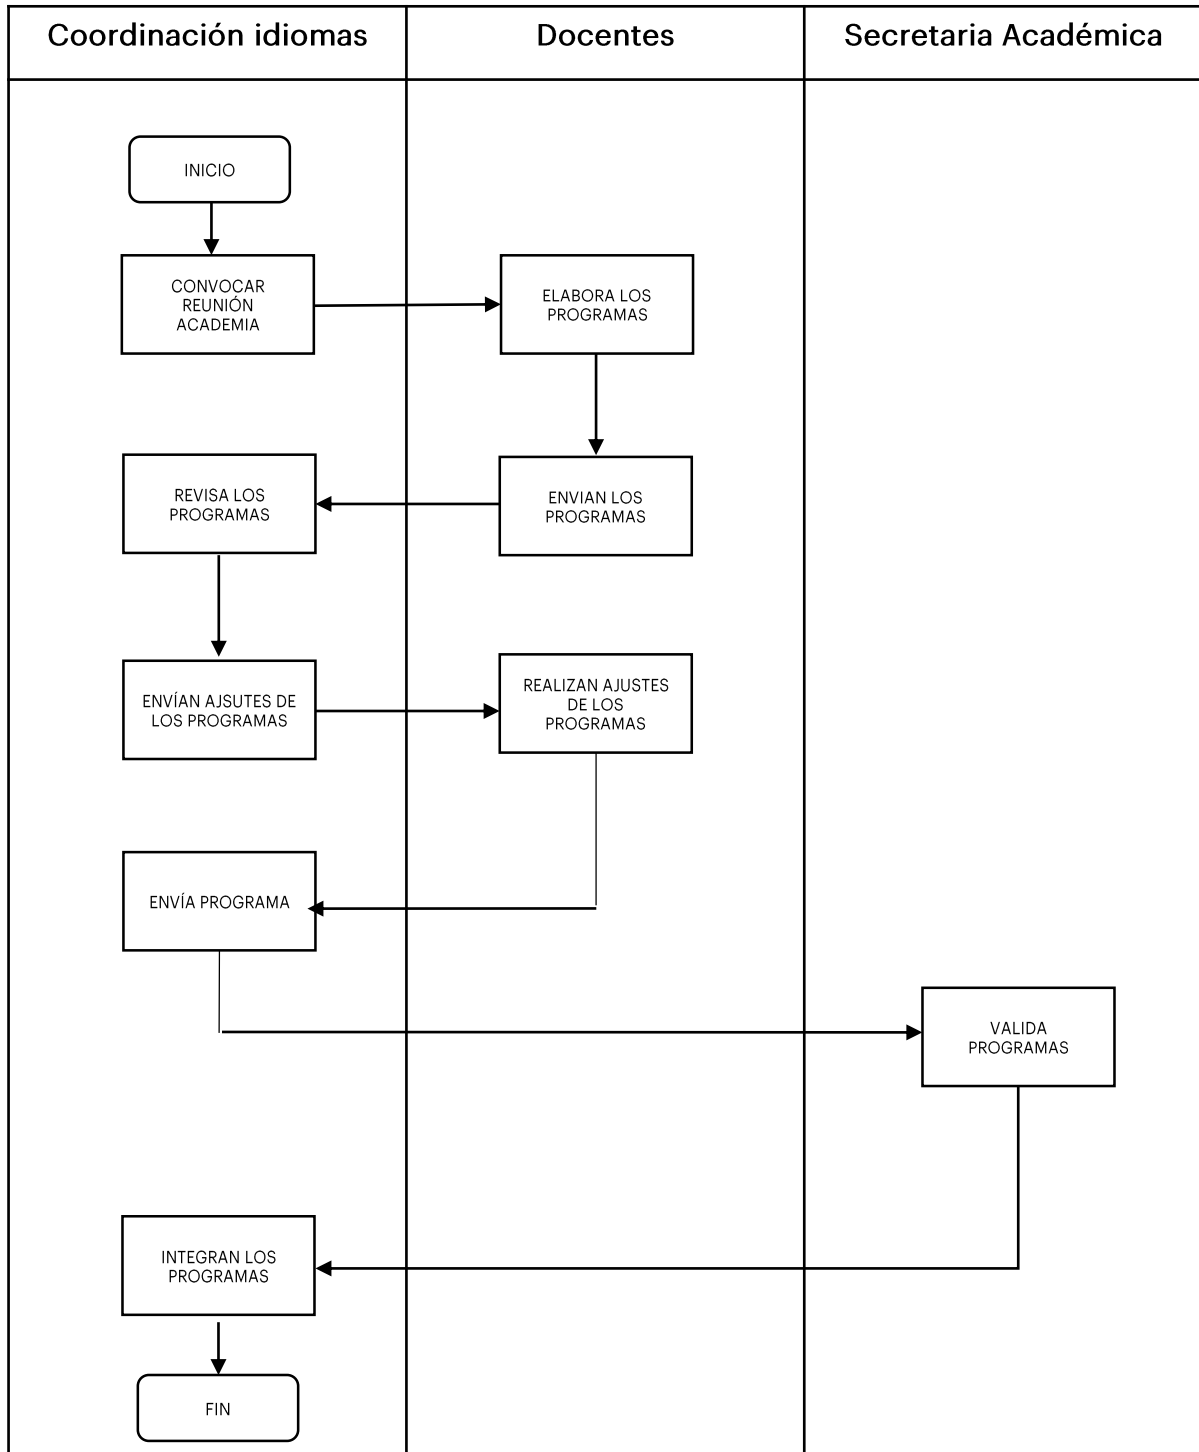 Coordinación idiomas
Docentes
Secretaria Académica
INICIO
CONVOCAR
REUNIÓN
ACADEMIA
ELABORA LOS
PROGRAMAS
REVISA LOS
PROGRAMAS
ENVIAN LOS
PROGRAMAS
ENVÍAN AJSUTES DE
LOS PROGRAMAS
REALIZAN AJUSTES
DE LOS
PROGRAMAS
ENVÍA PROGRAMA
VALIDA
PROGRAMAS
INTEGRAN LOS
PROGRAMAS
FIN